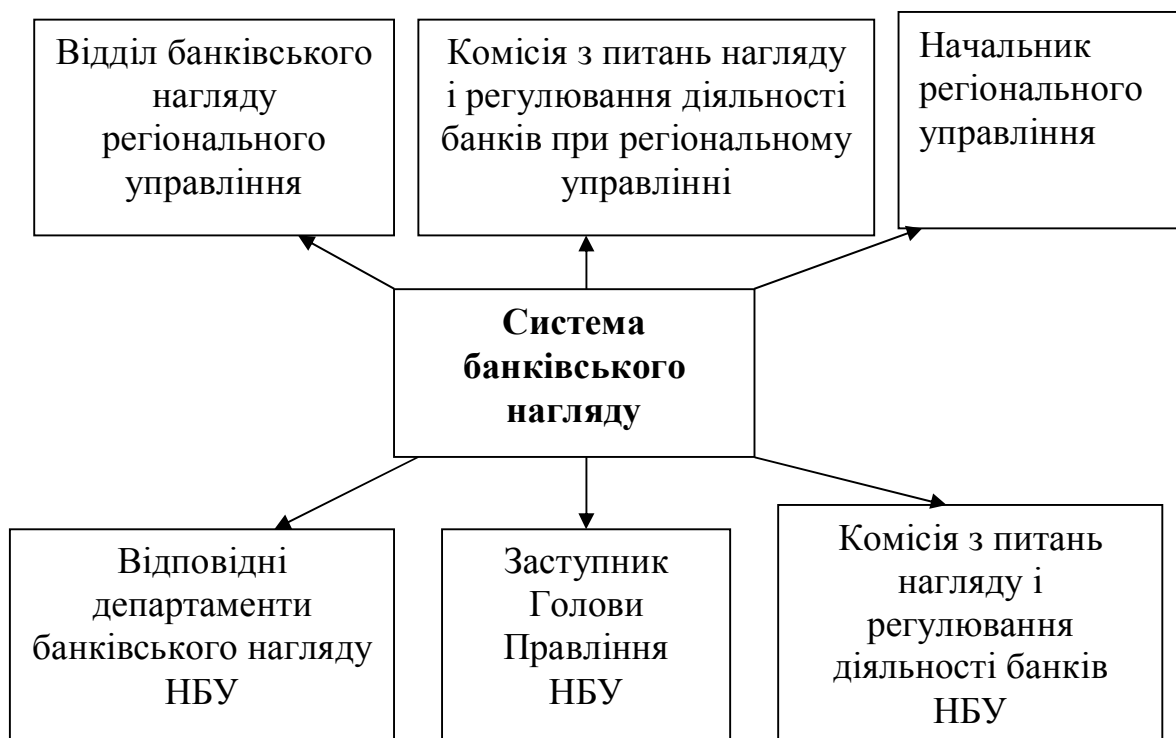 Відділ банківського
нагляду
регіонального
управління
Комісія з питань нагляду
і регулювання діяльності
банків при регіональному
управлінні
Начальник
регіонального
управління
Система
банківського
нагляду
Відповідні
департаменти
банківського нагляду
НБУ
Заступник
Голови
Правління
НБУ
Комісія з питань
нагляду і
регулювання
діяльності банків
НБУ